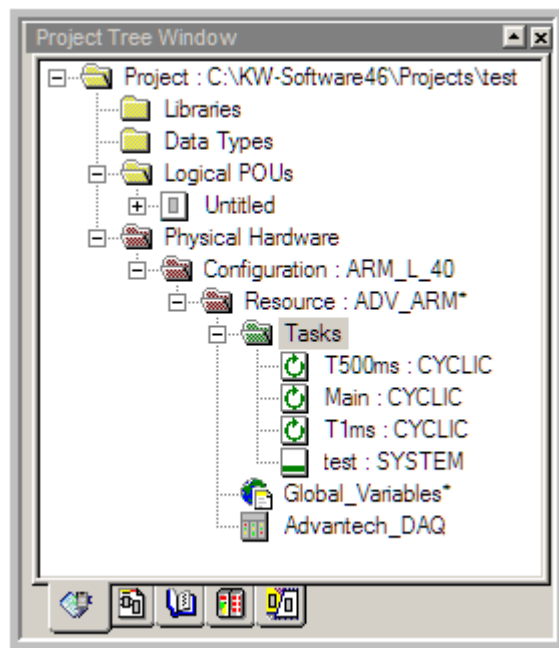 Project Tree Window
Project : C:\KW-Software46\Projects\test
Libraries
Data Types
Logical POUs
Untitled
Physical Hardware
Configuration : ARM_L_40
Resource : ADV_ARM*
Tasks
T500ms : CYCLIC
Main : CYCLIC
T1ms : CYCLIC
test : SYSTEM
Global_Variables*
Advantech_DAQ